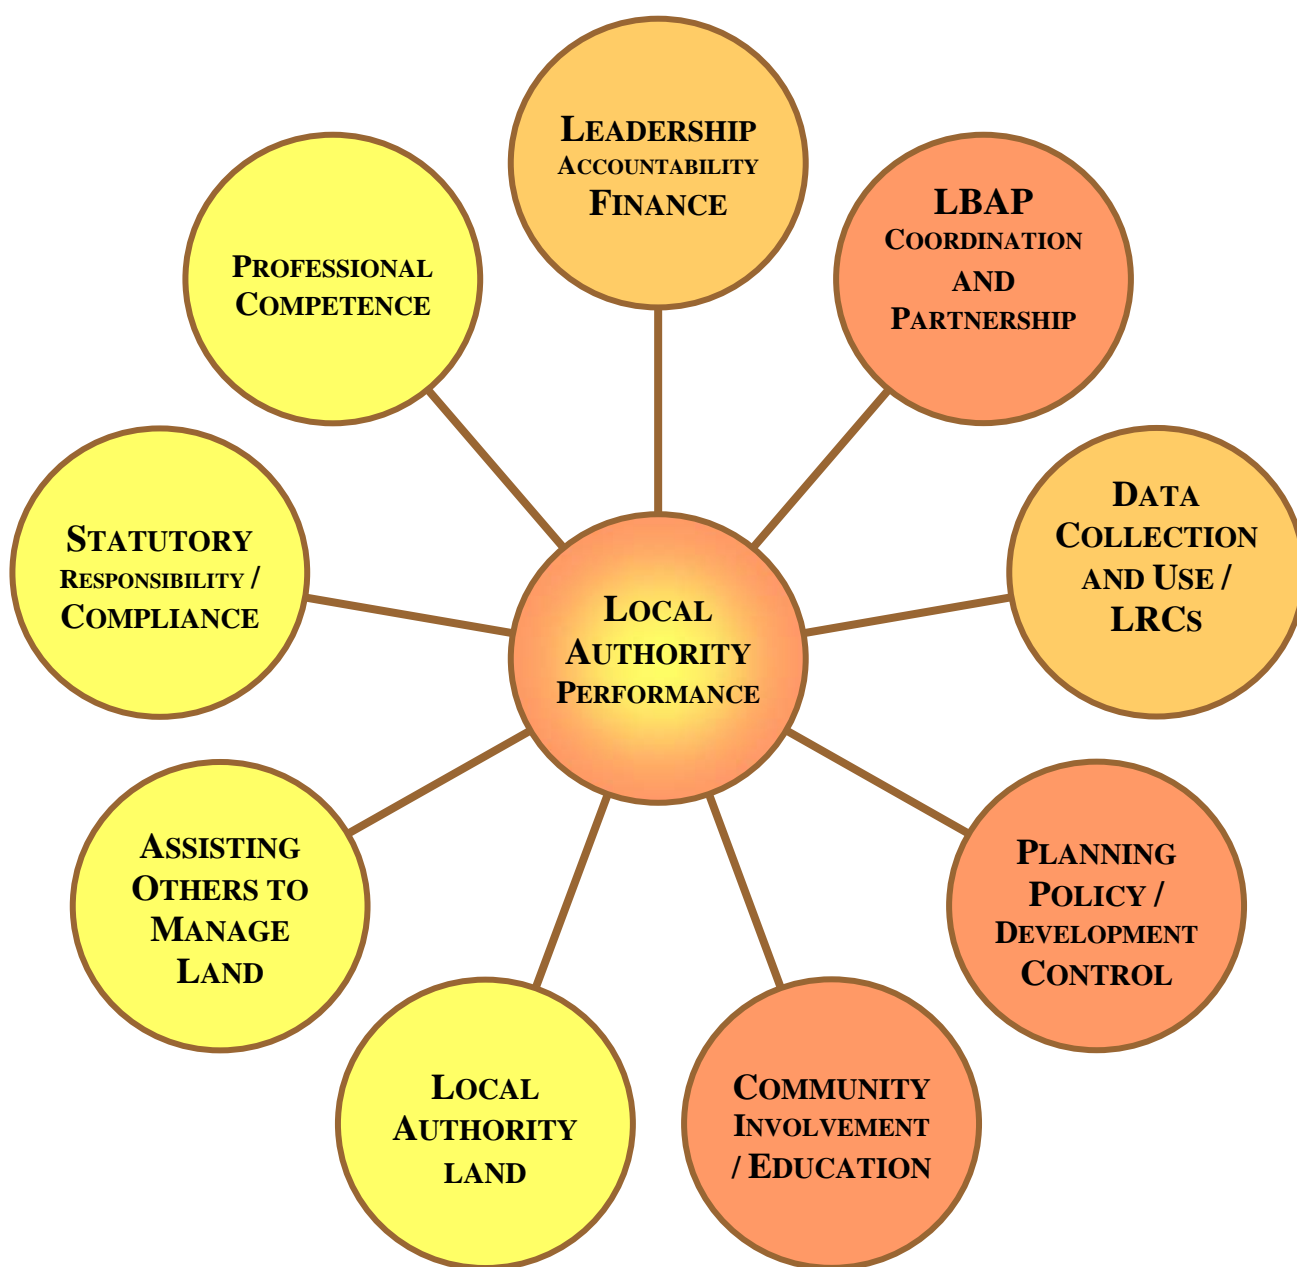 LEADERSHIP
ACCOUNTABILITY
FINANCE
LBAP
COORDINATION
AND
PARTNERSHIP
DATA
COLLECTION
AND USE /
LRCS
PLANNING
POLICY /
DEVELOPMENT
CONTROL
COMMUNITY
INVOLVEMENT
/ EDUCATION
LOCAL
AUTHORITY
LAND
ASSISTING
OTHERS TO
MANAGE
LAND
STATUTORY
RESPONSIBILITY /
COMPLIANCE
PROFESSIONAL
COMPETENCE
LOCAL
AUTHORITY
PERFORMANCE